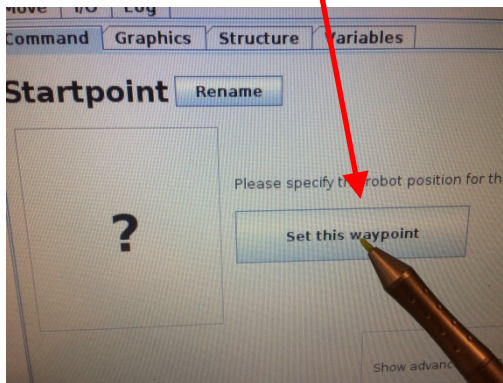 Move I/O Log
Command Graphics Structure Variables
Startpoint Rename
Please specify the robot position for th
?
Set this waypoint
Show advanc